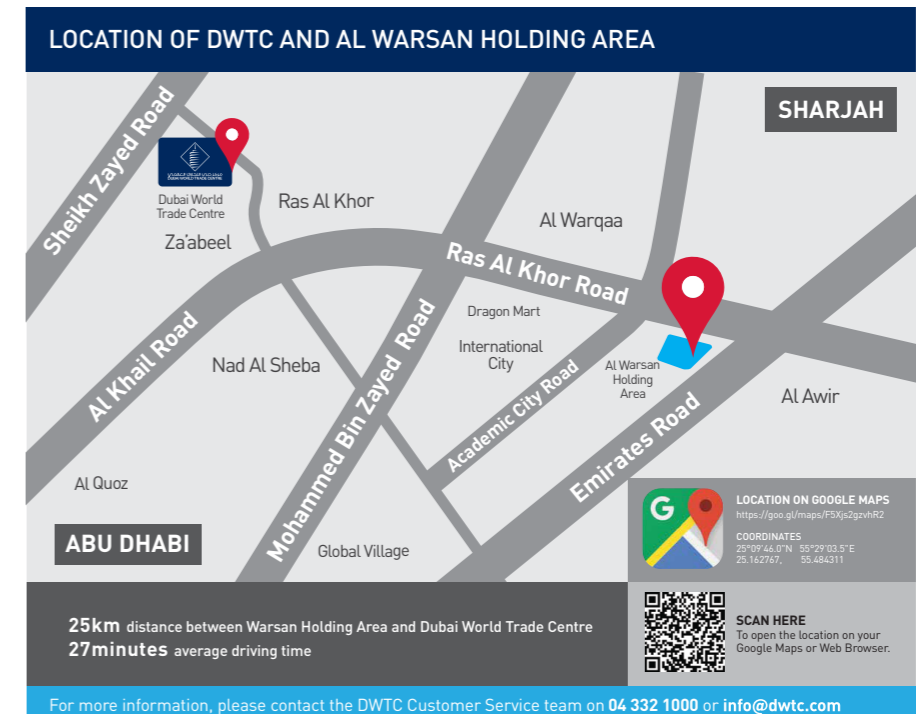 LOCATION OF DWTC AND AL WARSAN HOLDING AREA
SHARJAH
Sheikh Zayed Road
DUBAI WORLD TRADE CENTRE
Dubai World
Trade Centre
Za'abeel
Ras Al Khor
Al Warqaa
Ras Al Khor Road
Dragon Mart
International
City
Al Khail Road
Nad Al Sheba
Mohammed Bin Zayed Road
Academic City Road
Al Warsan
Holding
Area
Emirates Road
Al Awir
Al Quoz
ABU DHABI
Global Village
G
LOCATION ON GOOGLE MAPS
https://goo.gl/maps/F5Xjs2gzvhR2
COORDINATES
25°09'46.0"N 55°29'03.5"E
25.162767, 55.484311
25km distance between Warsan Holding Area and Dubai World Trade Centre
27minutes average driving time
SCAN HERE
To open the location on your
Google Maps or Web Browser.
For more information, please contact the DWTC Customer Service team on 04 332 1000 or info@dwtc.com